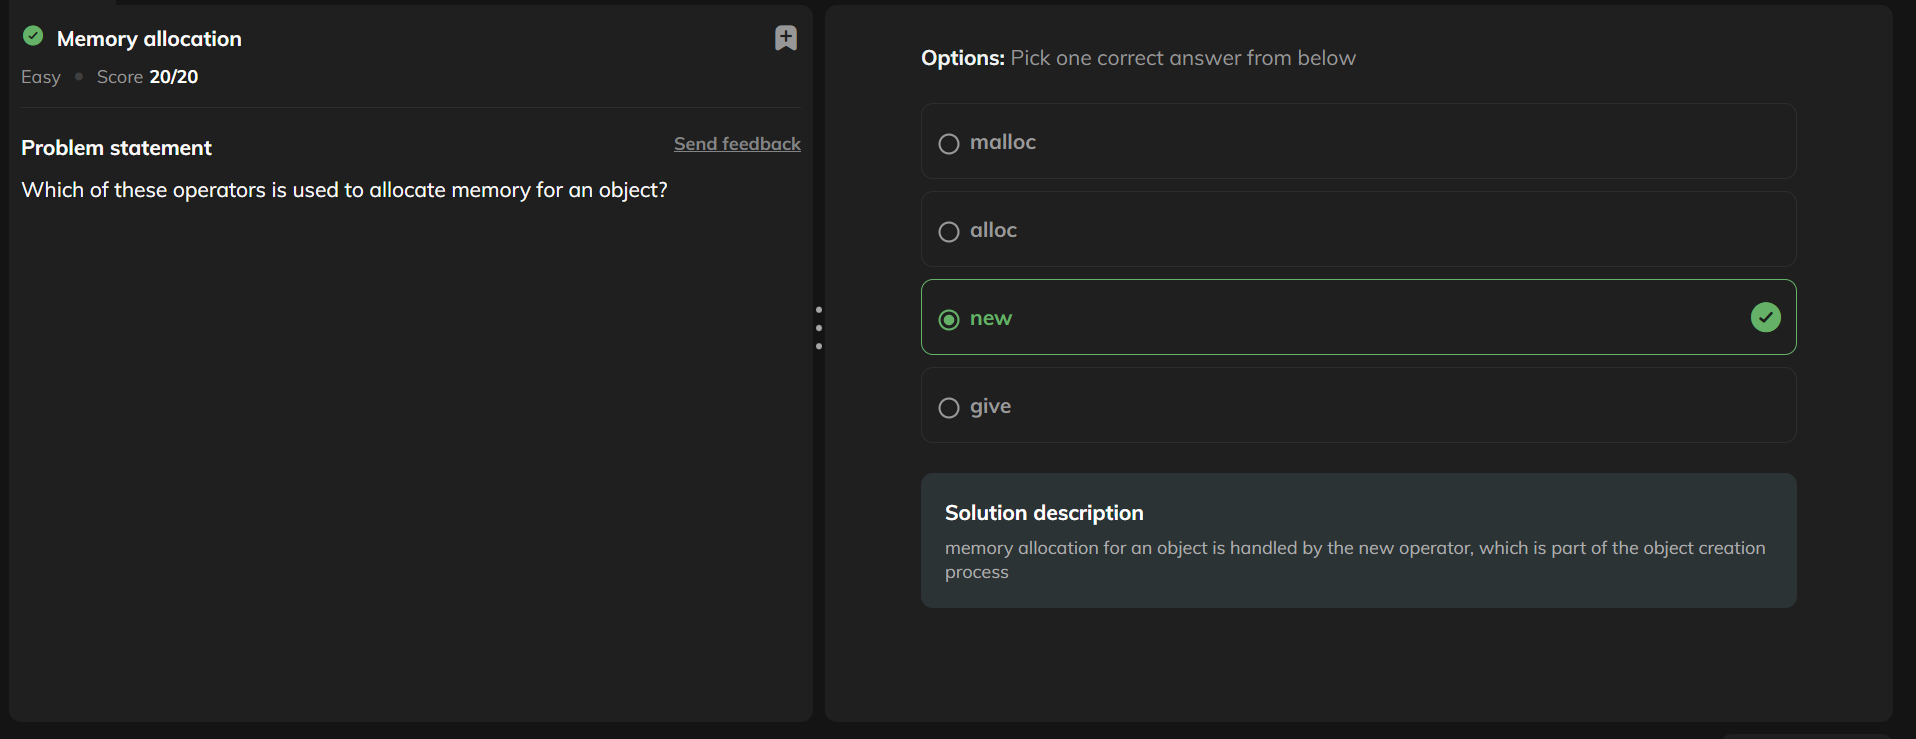 Memory allocation
Easy • Score 20/20
Problem statement
Send feedback
Which of these operators is used to allocate memory for an object?
Options: Pick one correct answer from below
malloc
alloc
new
give
Solution description
memory allocation for an object is handled by the new operator, which is part of the object creation
process